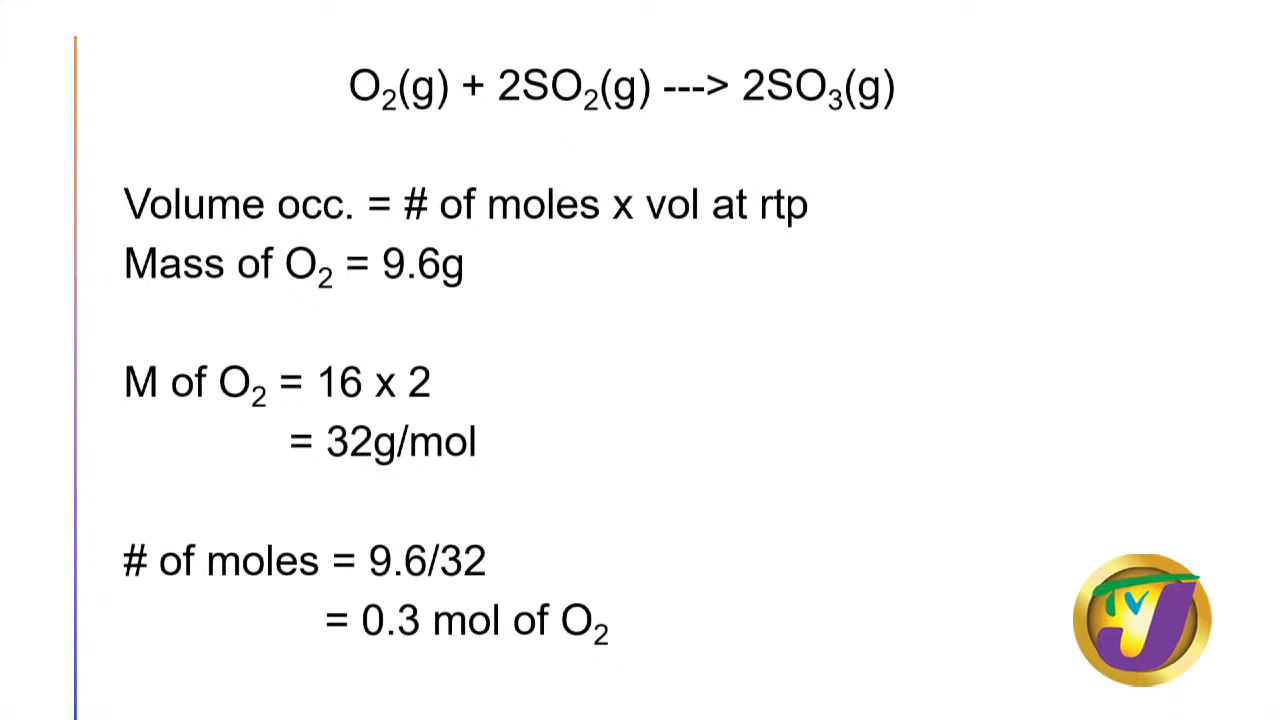 O₂(g) + 2SO₂(g) ---> 2SO₃(g)
Volume occ. = # of moles x vol at rtp
Mass of O₂ = 9.6g
M of O₂ = 16 x 2
= 32g/mol
# of moles = 9.6/32
= 0.3 mol of O₂
TVJ